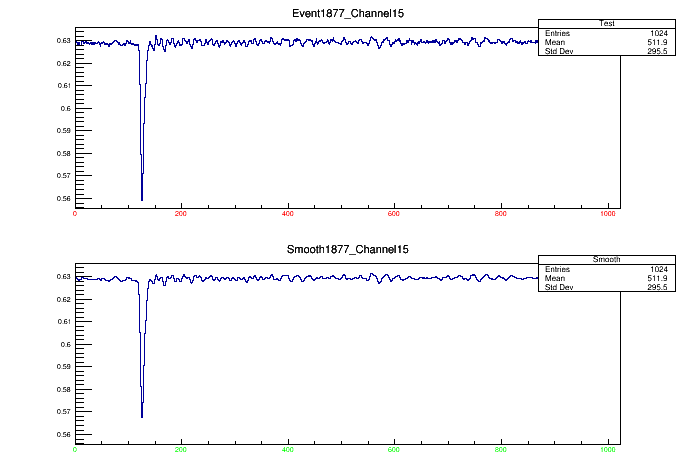 Event1877_Channel15
Test
Entries 1024
Mean 511.9
Std Dev 295.5
0.63
0.62
0.61
0.6
0.59
0.58
0.57
0.56
0 200 400 600 800 1000
Smooth1877_Channel15
Smooth
Entries 1024
Mean 511.9
Std Dev 295.5
0.63
0.62
0.61
0.6
0.59
0.58
0.57
0.56
0 200 400 600 800 1000